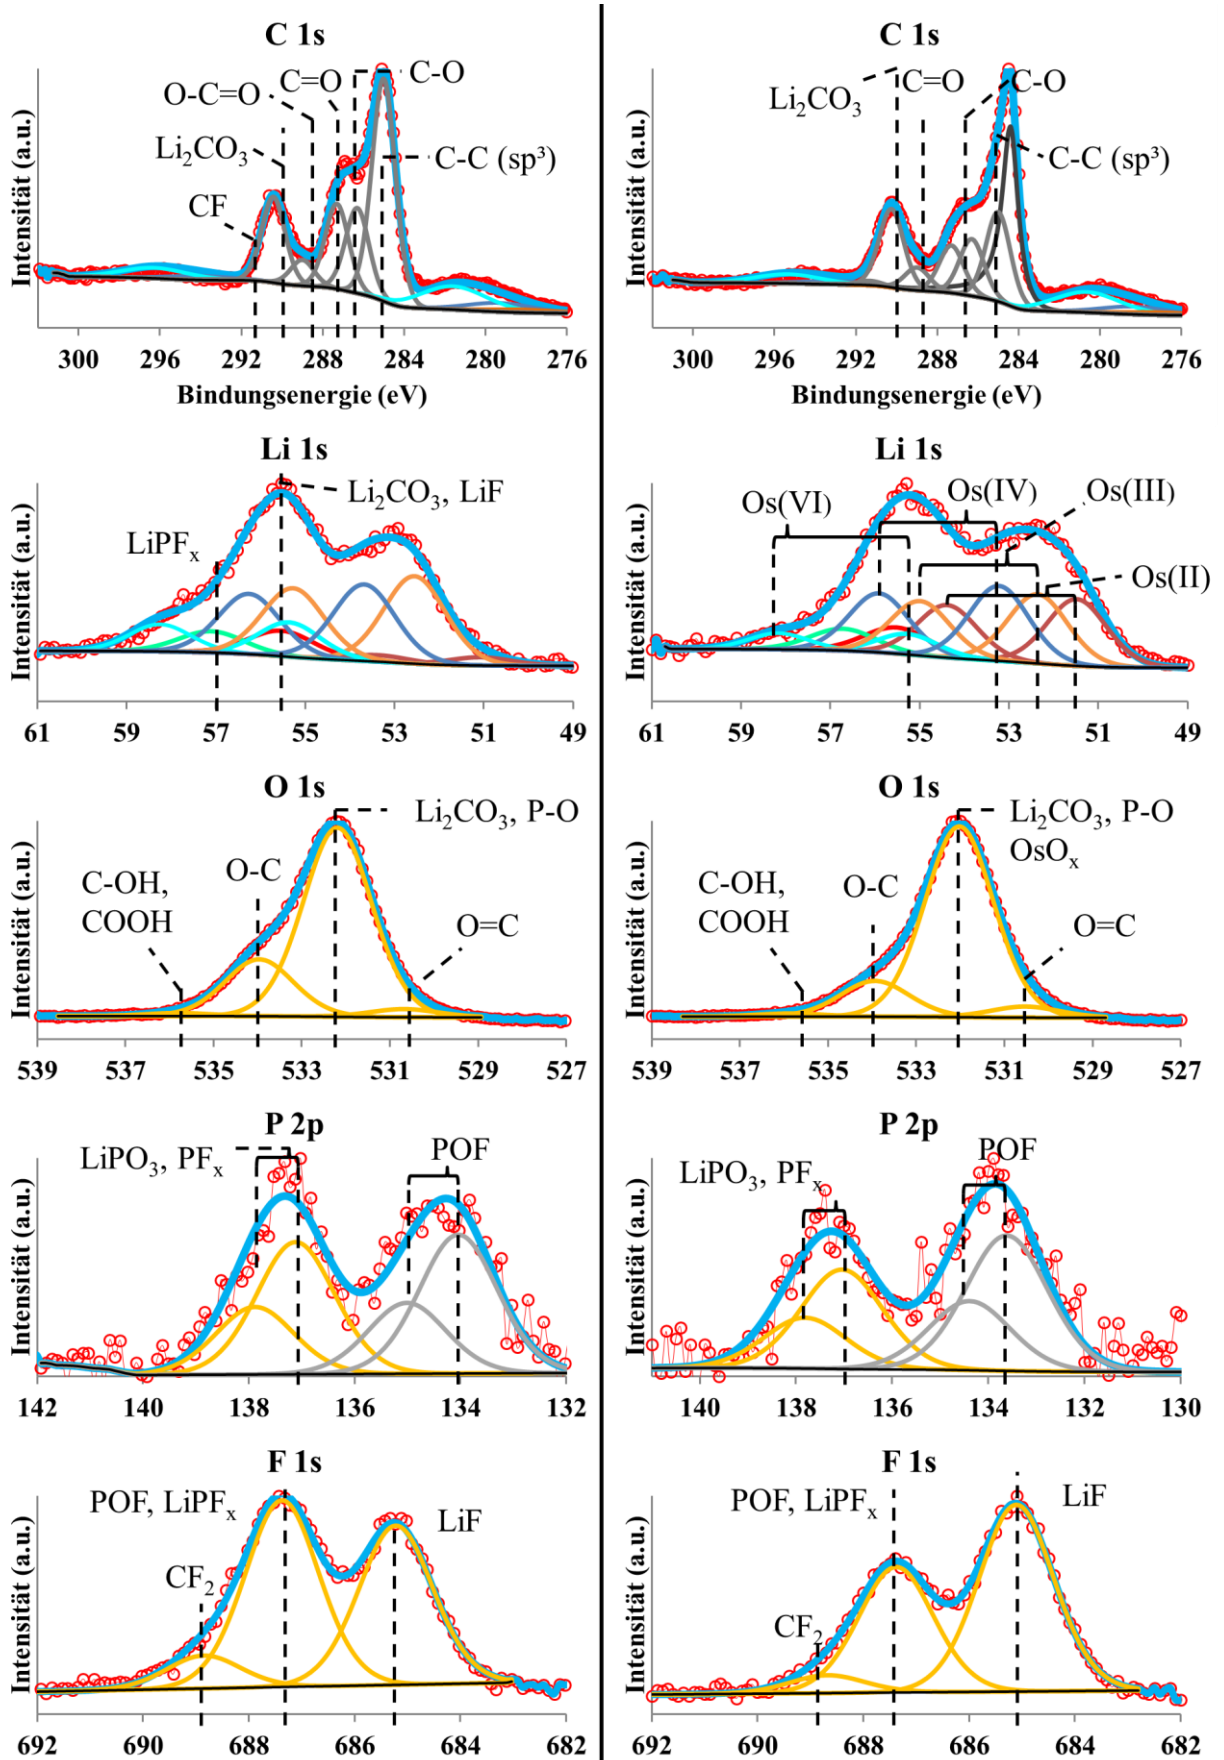 C 1s
C=O
C-O
O-C=O
Li₂CO₃
C-C (sp³)
CF
Intensität (a.u.)
300 296 292 288 284 280 276
Bindungsenergie (eV)
C 1s
Li₂CO₃
C=O
C-O
C-C (sp³)
Intensität (a.u.)
300 296 292 288 284 280 276
Bindungsenergie (eV)
Li 1s
Li₂CO₃, LiF
LiPFₓ
Intensität (a.u.)
61 59 57 55 53 51 49
Li 1s
Os(VI)
Os(IV)
Os(III)
Os(II)
Intensität (a.u.)
61 59 57 55 53 51 49
O 1s
Li₂CO₃, P-O
O-C
C-OH,
COOH
O=C
Intensität (a.u.)
539 537 535 533 531 529 527
O 1s
Li₂CO₃, P-O
OsOₓ
O-C
C-OH,
COOH
O=C
Intensität (a.u.)
539 537 535 533 531 529 527
P 2p
LiPO₃, PFₓ
POF
Intensität (a.u.)
142 140 138 136 134 132
P 2p
LiPO₃, PFₓ
POF
Intensität (a.u.)
140 138 136 134 132 130
F 1s
POF, LiPFₓ
LiF
CF₂
Intensität (a.u.)
692 690 688 686 684 682
F 1s
POF, LiPFₓ
LiF
CF₂
Intensität (a.u.)
692 690 688 686 684 682